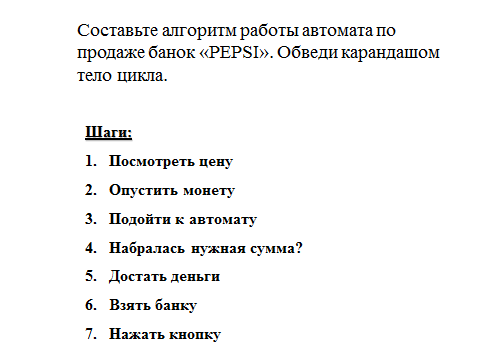 Составьте алгоритм работы автомата по
продаже банок «PEPSI». Обведи карандашом
тело цикла.
Шаги:
1. Посмотреть цену
2. Опустить монету
3. Подойти к автомату
4. Набралась нужная сумма?
5. Достать деньги
6. Взять банку
7. Нажать кнопку